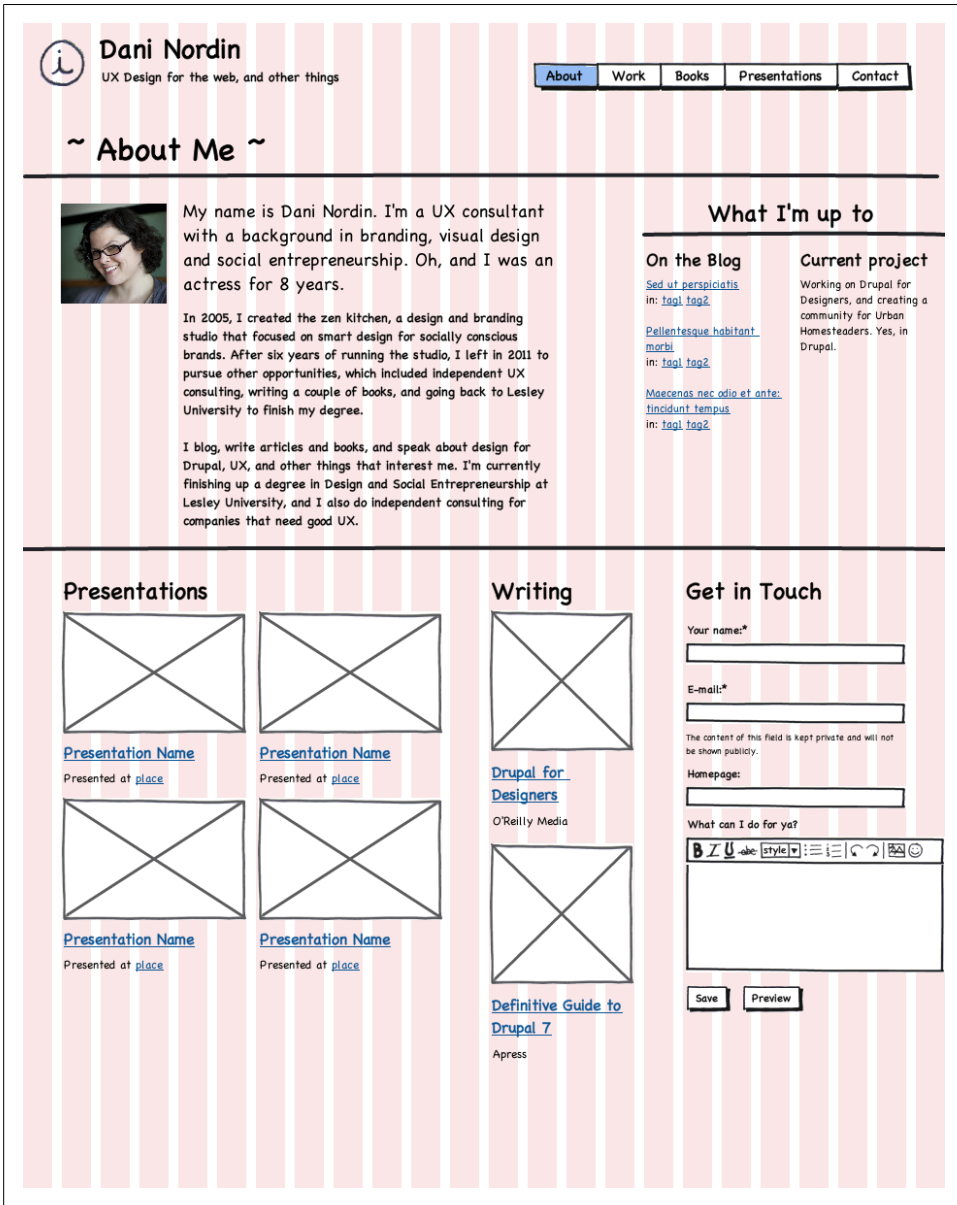 i
Dani Nordin
UX Design for the web, and other things
About Work Books Presentations Contact
~ About Me ~
My name is Dani Nordin. I'm a UX consultant
with a background in branding, visual design
and social entrepreneurship. Oh, and I was an
actress for 8 years.
In 2005, I created the zen kitchen, a design and branding
studio that focused on smart design for socially conscious
brands. After six years of running the studio, I left in 2011 to
pursue other opportunities, which included independent UX
consulting, writing a couple of books, and going back to Lesley
University to finish my degree.
I blog, write articles and books, and speak about design for
Drupal, UX, and other things that interest me. I'm currently
finishing up a degree in Design and Social Entrepreneurship at
Lesley University, and I also do independent consulting for
companies that need good UX.
What I'm up to
On the Blog
Sed ut perspiciatis
in: tag1 tag2
Pellentesque habitant
morbi
in: tag1 tag2
Maecenas nec odio et ante:
tincidunt tempus
in: tag1 tag2
Current project
Working on Drupal for
Designers, and creating a
community for Urban
Homesteaders. Yes, in
Drupal.
Presentations
Presentation Name
Presented at place
Presentation Name
Presented at place
Presentation Name
Presented at place
Presentation Name
Presented at place
Writing
Drupal for
Designers
O'Reilly Media
Definitive Guide to
Drupal 7
Apress
Get in Touch
Your name:*
E-mail:*
The content of this field is kept private and will not
be shown publicly.
Homepage:
What can I do for ya?
B I U abc style
Save Preview